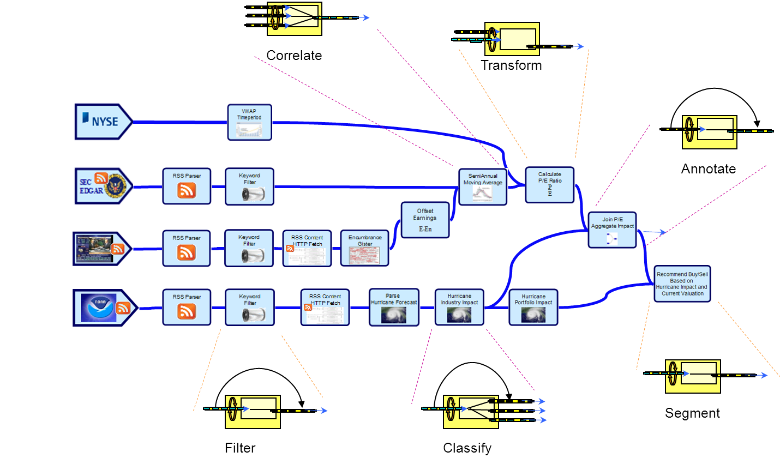 Correlate
Transform
Annotate
NYSE
VWAP
Timeperiod
SEC
EDGAR
RSS Parser
Keyword
Filter
SemiAnnual
Moving Average
Calculate
P/E Ratio
Offset
Earnings
E-En
Join P/E
Aggregate Impact
RSS Parser
Keyword
Filter
RSS Content
HTTP Fetch
Encumbrance
RSS Parser
Keyword
Filter
RSS Content
HTTP Fetch
Parse
Hurricane Forecast
Hurricane
Industry Impact
Hurricane
Portfolio Impact
Recommend Buy/Sell
Based on
Hurricane Impact and
Current Valuation
Filter
Classify
Segment